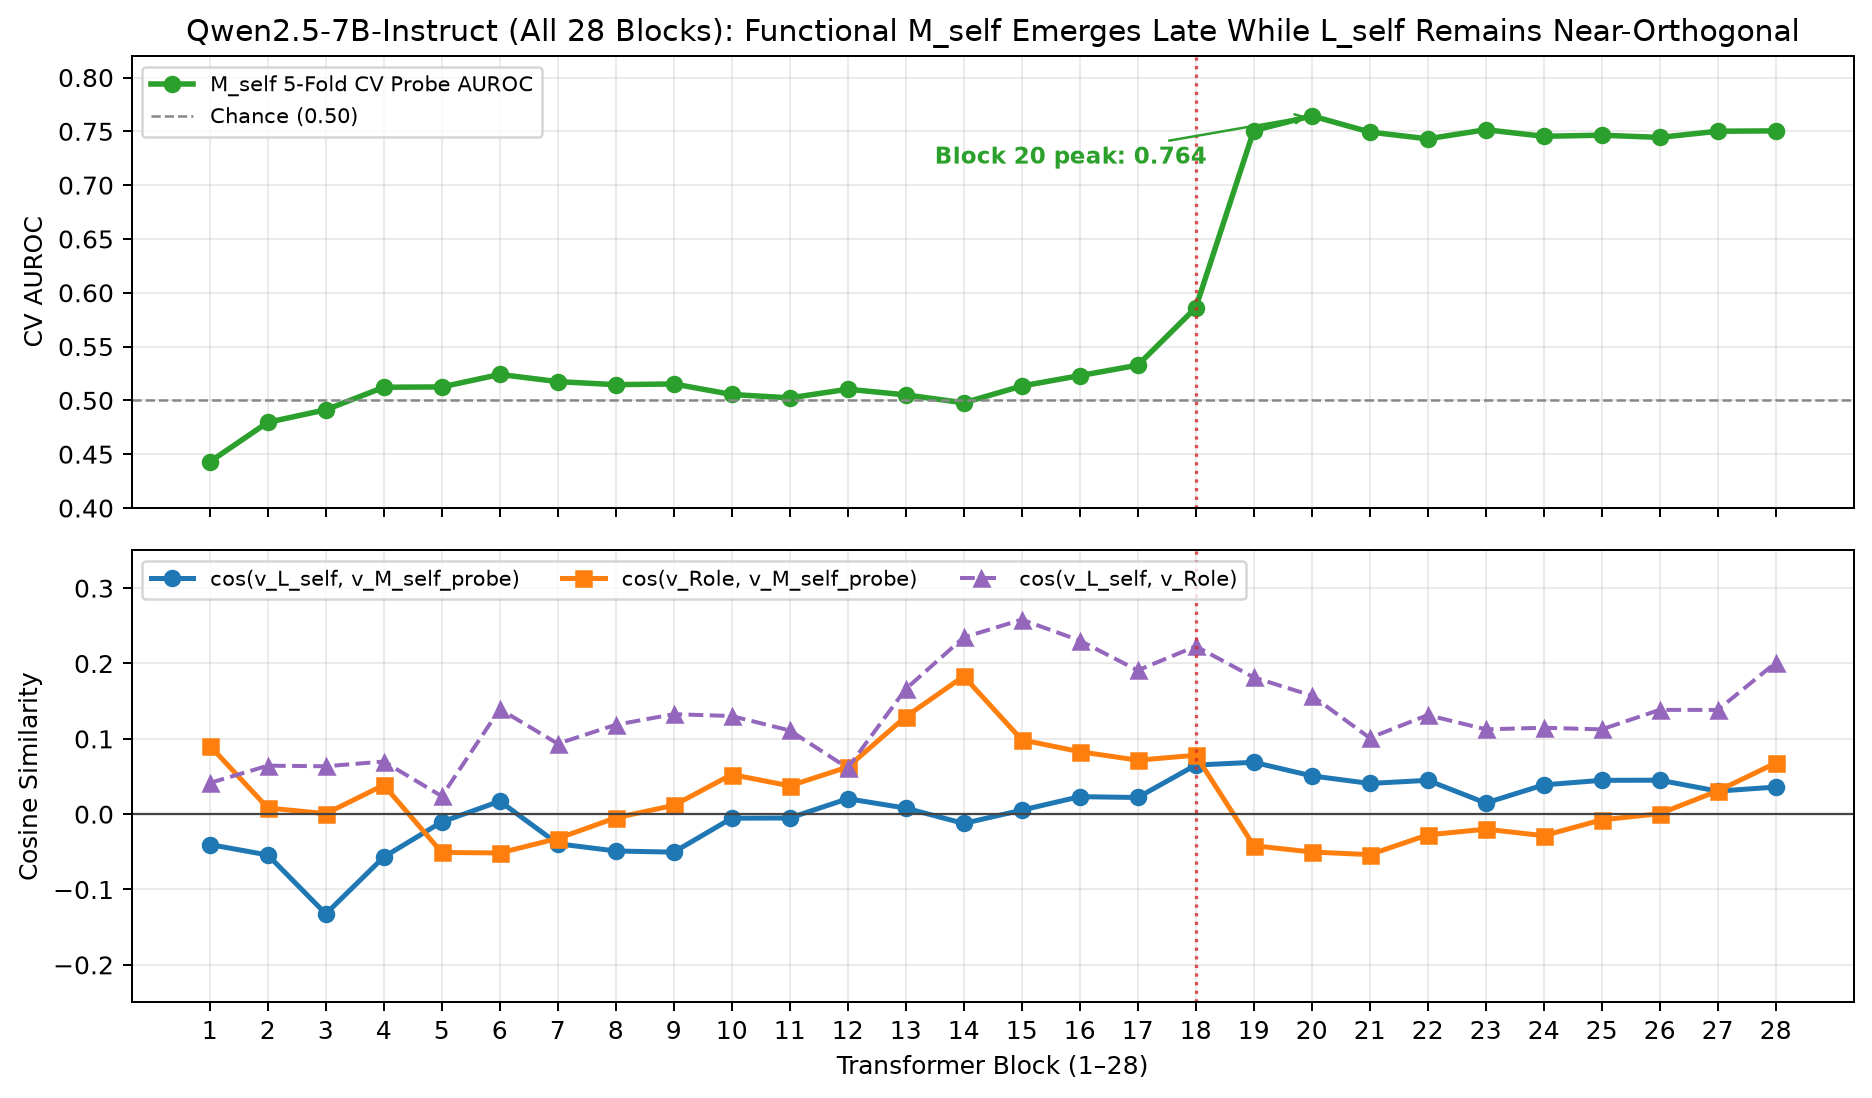 Qwen2.5-7B-Instruct (All 28 Blocks): Functional M_self Emerges Late While L_self Remains Near-Orthogonal
M_self 5-Fold CV Probe AUROC
Chance (0.50)
Block 20 peak: 0.764
CV AUROC
0.80
0.75
0.70
0.65
0.60
0.55
0.50
0.45
0.40
cos(v_L_self, v_M_self_probe) cos(v_Role, v_M_self_probe) cos(v_L_self, v_Role)
Cosine Similarity
0.3
0.2
0.1
0.0
−0.1
−0.2
1 2 3 4 5 6 7 8 9 10 11 12 13 14 15 16 17 18 19 20 21 22 23 24 25 26 27 28
Transformer Block (1–28)